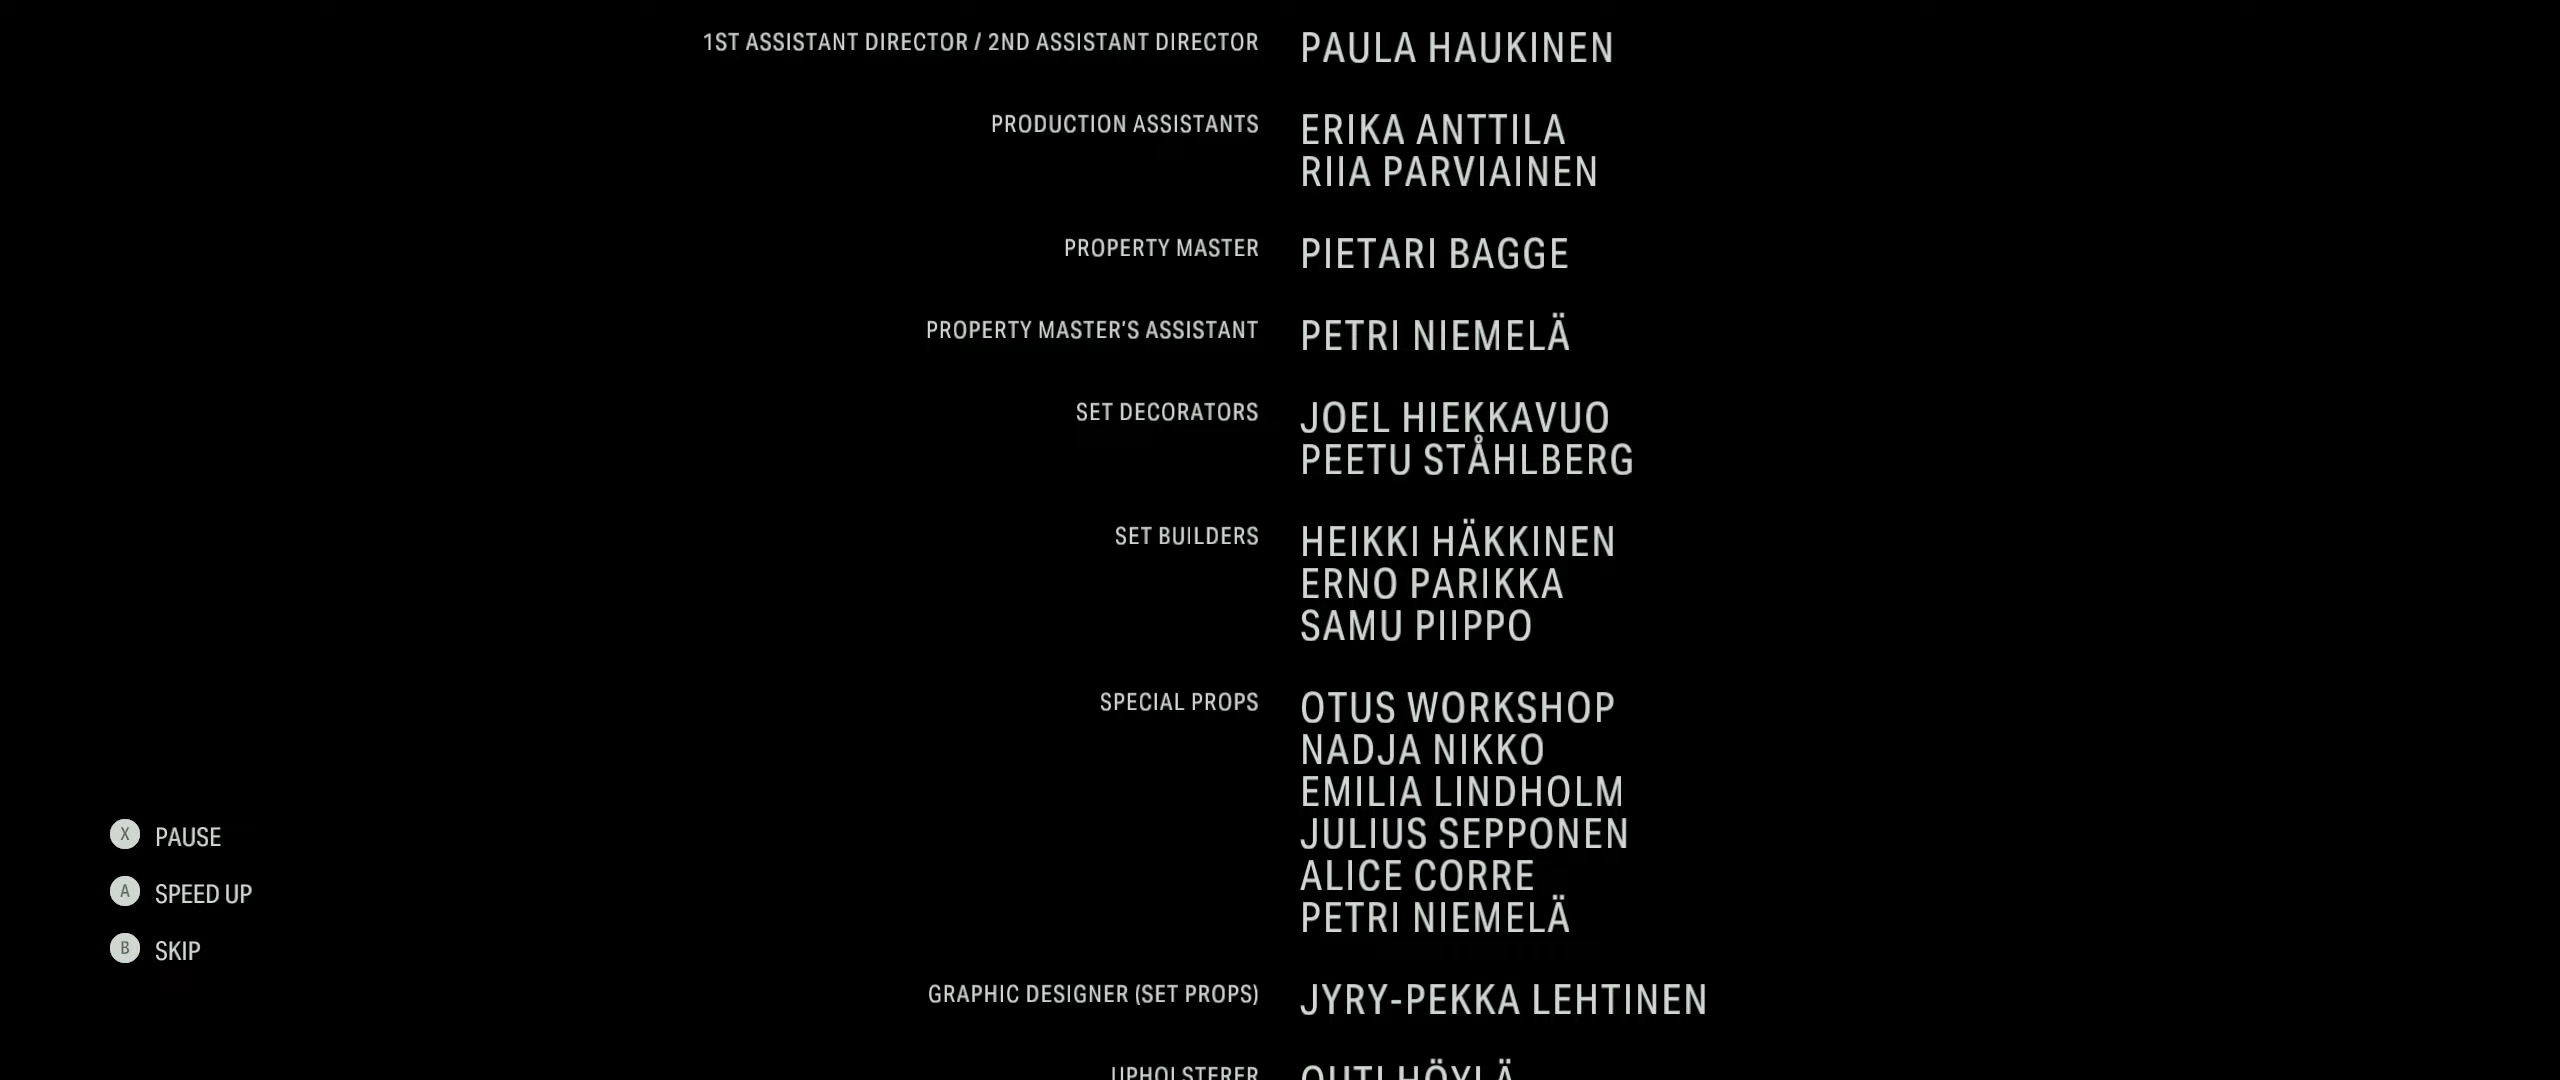 1ST ASSISTANT DIRECTOR / 2ND ASSISTANT DIRECTOR PAULA HAUKINEN
PRODUCTION ASSISTANTS ERIKA ANTTILA
RIIA PARVIAINEN
PROPERTY MASTER PIETARI BAGGE
PROPERTY MASTER'S ASSISTANT PETRI NIEMELÄ
SET DECORATORS JOEL HIEKKAVUO
PEETU STÅHLBERG
SET BUILDERS HEIKKI HÄKKINEN
ERNO PARIKKA
SAMU PIIPPO
SPECIAL PROPS OTUS WORKSHOP
NADJA NIKKO
EMILIA LINDHOLM
JULIUS SEPPONEN
ALICE CORRE
PETRI NIEMELÄ
GRAPHIC DESIGNER (SET PROPS) JYRY-PEKKA LEHTINEN
UPHOLSTERER OUTI HÖYLÄ
X PAUSE
A SPEED UP
B SKIP